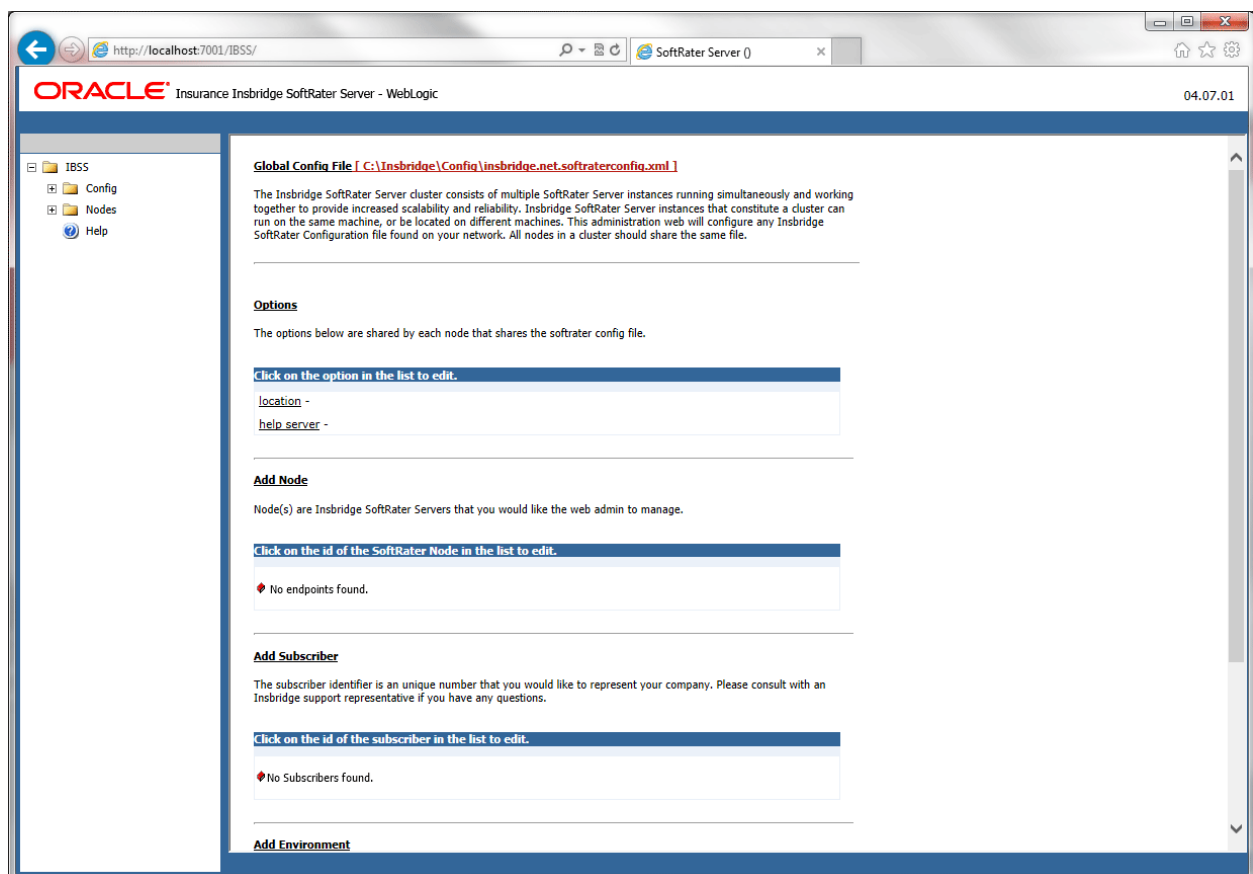 http://localhost:7001/IBSS/
SoftRater Server ()
ORACLE Insurance Insbridge SoftRater Server - WebLogic
04.07.01
IBSS
Config
Nodes
Help
Global Config File [ C:\Insbridge\Config\insbridge.net.softraterconfig.xml ]
The Insbridge SoftRater Server cluster consists of multiple SoftRater Server instances running simultaneously and working
together to provide increased scalability and reliability. Insbridge SoftRater Server instances that constitute a cluster can
run on the same machine, or be located on different machines. This administration web will configure any Insbridge
SoftRater Configuration file found on your network. All nodes in a cluster should share the same file.
Options
The options below are shared by each node that shares the softrater config file.
Click on the option in the list to edit.
location -
help server -
Add Node
Node(s) are Insbridge SoftRater Servers that you would like the web admin to manage.
Click on the id of the SoftRater Node in the list to edit.
No endpoints found.
Add Subscriber
The subscriber identifier is an unique number that you would like to represent your company. Please consult with an
Insbridge support representative if you have any questions.
Click on the id of the subscriber in the list to edit.
No Subscribers found.
Add Environment